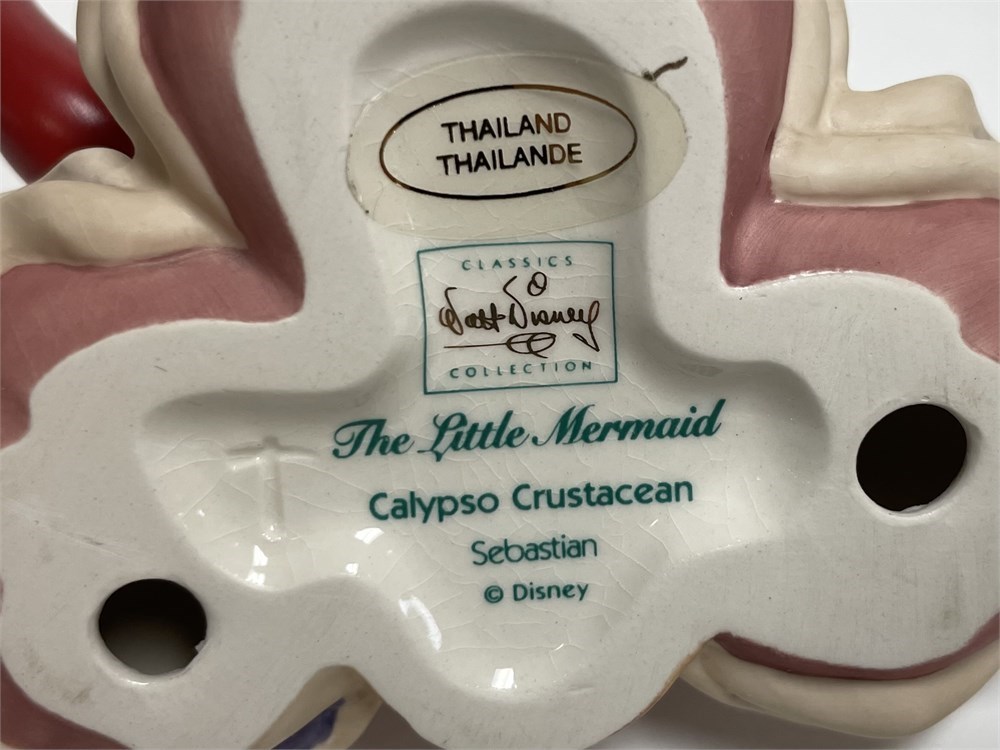 THAILAND
THAILANDE
CLASSICS
Walt Disney
COLLECTION
The Little Mermaid
Calypso Crustacean
Sebastian
© Disney